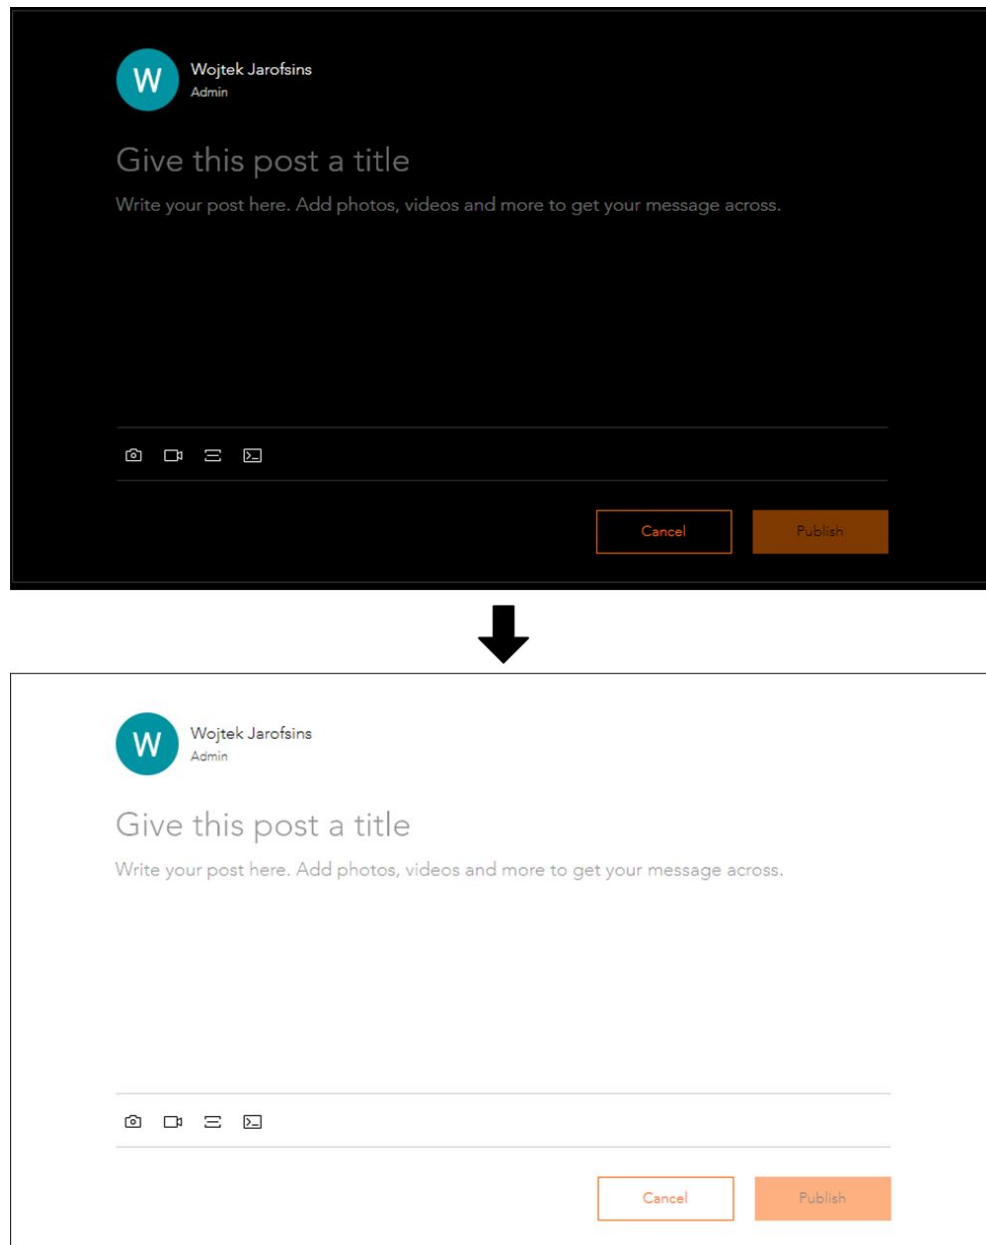 W
Wojtek Jarofsins
Admin
Give this post a title
Write your post here. Add photos, videos and more to get your message across.
Cancel
Publish
W
Wojtek Jarofsins
Admin
Give this post a title
Write your post here. Add photos, videos and more to get your message across.
Cancel
Publish